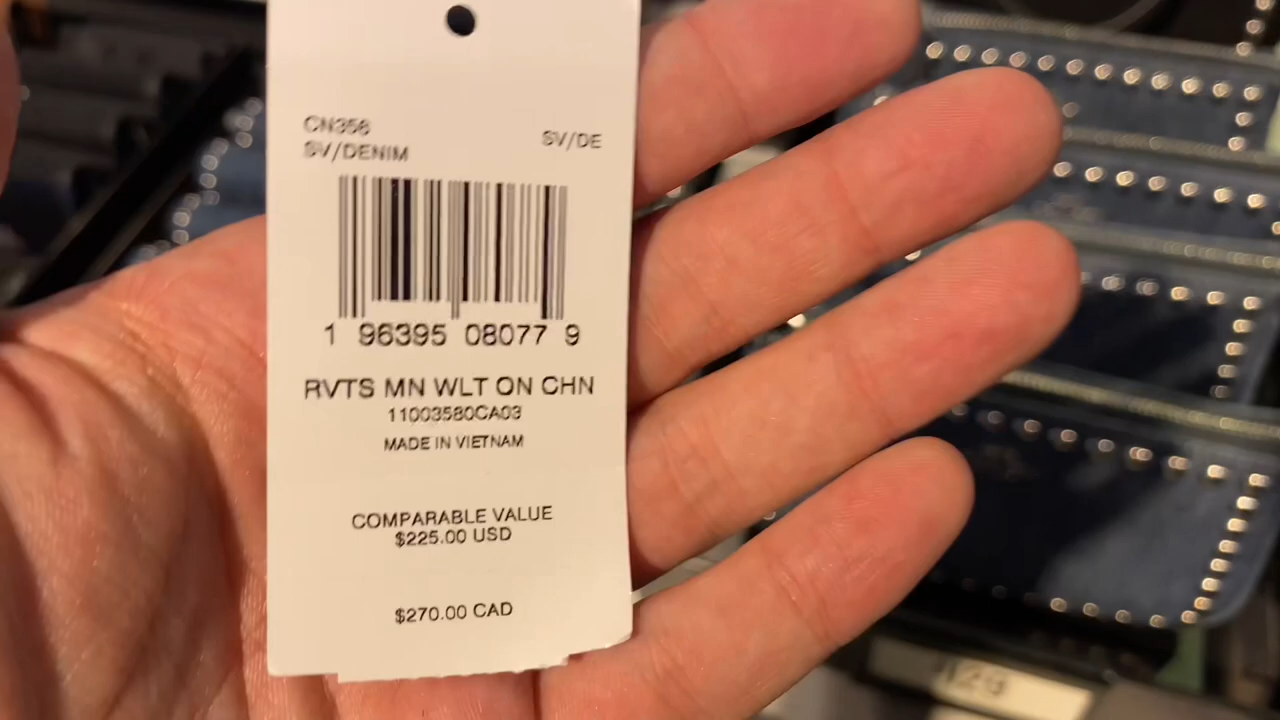 CN358
SV/DENIM
SV/DE
1 96395 08077 9
RVTS MN WLT ON CHN
11003580CA03
MADE IN VIETNAM
COMPARABLE VALUE
$225.00 USD
$270.00 CAD